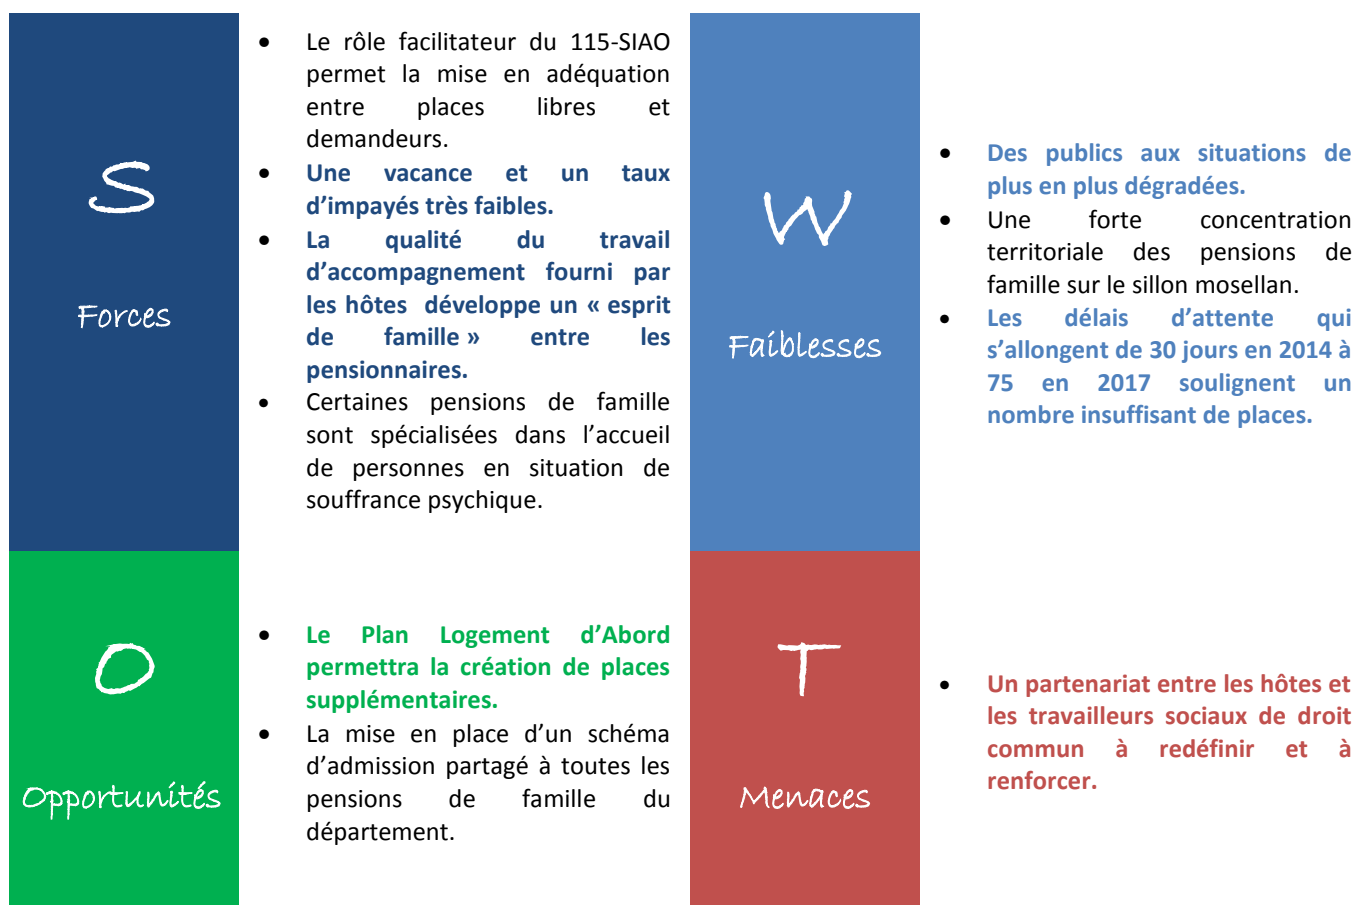 S
Forces
• Le rôle facilitateur du 115-SIAO
permet la mise en adéquation
entre places libres et
demandeurs.
• Une vacance et un taux
d’impayés très faibles.
• La qualité du travail
d’accompagnement fourni par
les hôtes développe un « esprit
de famille » entre les
pensionnaires.
• Certaines pensions de famille
sont spécialisées dans l’accueil
de personnes en situation de
souffrance psychique.
W
Faiblesses
• Des publics aux situations de
plus en plus dégradées.
• Une forte concentration
territoriale des pensions de
famille sur le sillon mosellan.
• Les délais d’attente qui
s’allongent de 30 jours en 2014 à
75 en 2017 soulignent un
nombre insuffisant de places.
O
Opportunités
• Le Plan Logement d’Abord
permettra la création de places
supplémentaires.
• La mise en place d’un schéma
d’admission partagé à toutes les
pensions de famille du
département.
T
Menaces
• Un partenariat entre les hôtes et
les travailleurs sociaux de droit
commun à redéfinir et à
renforcer.